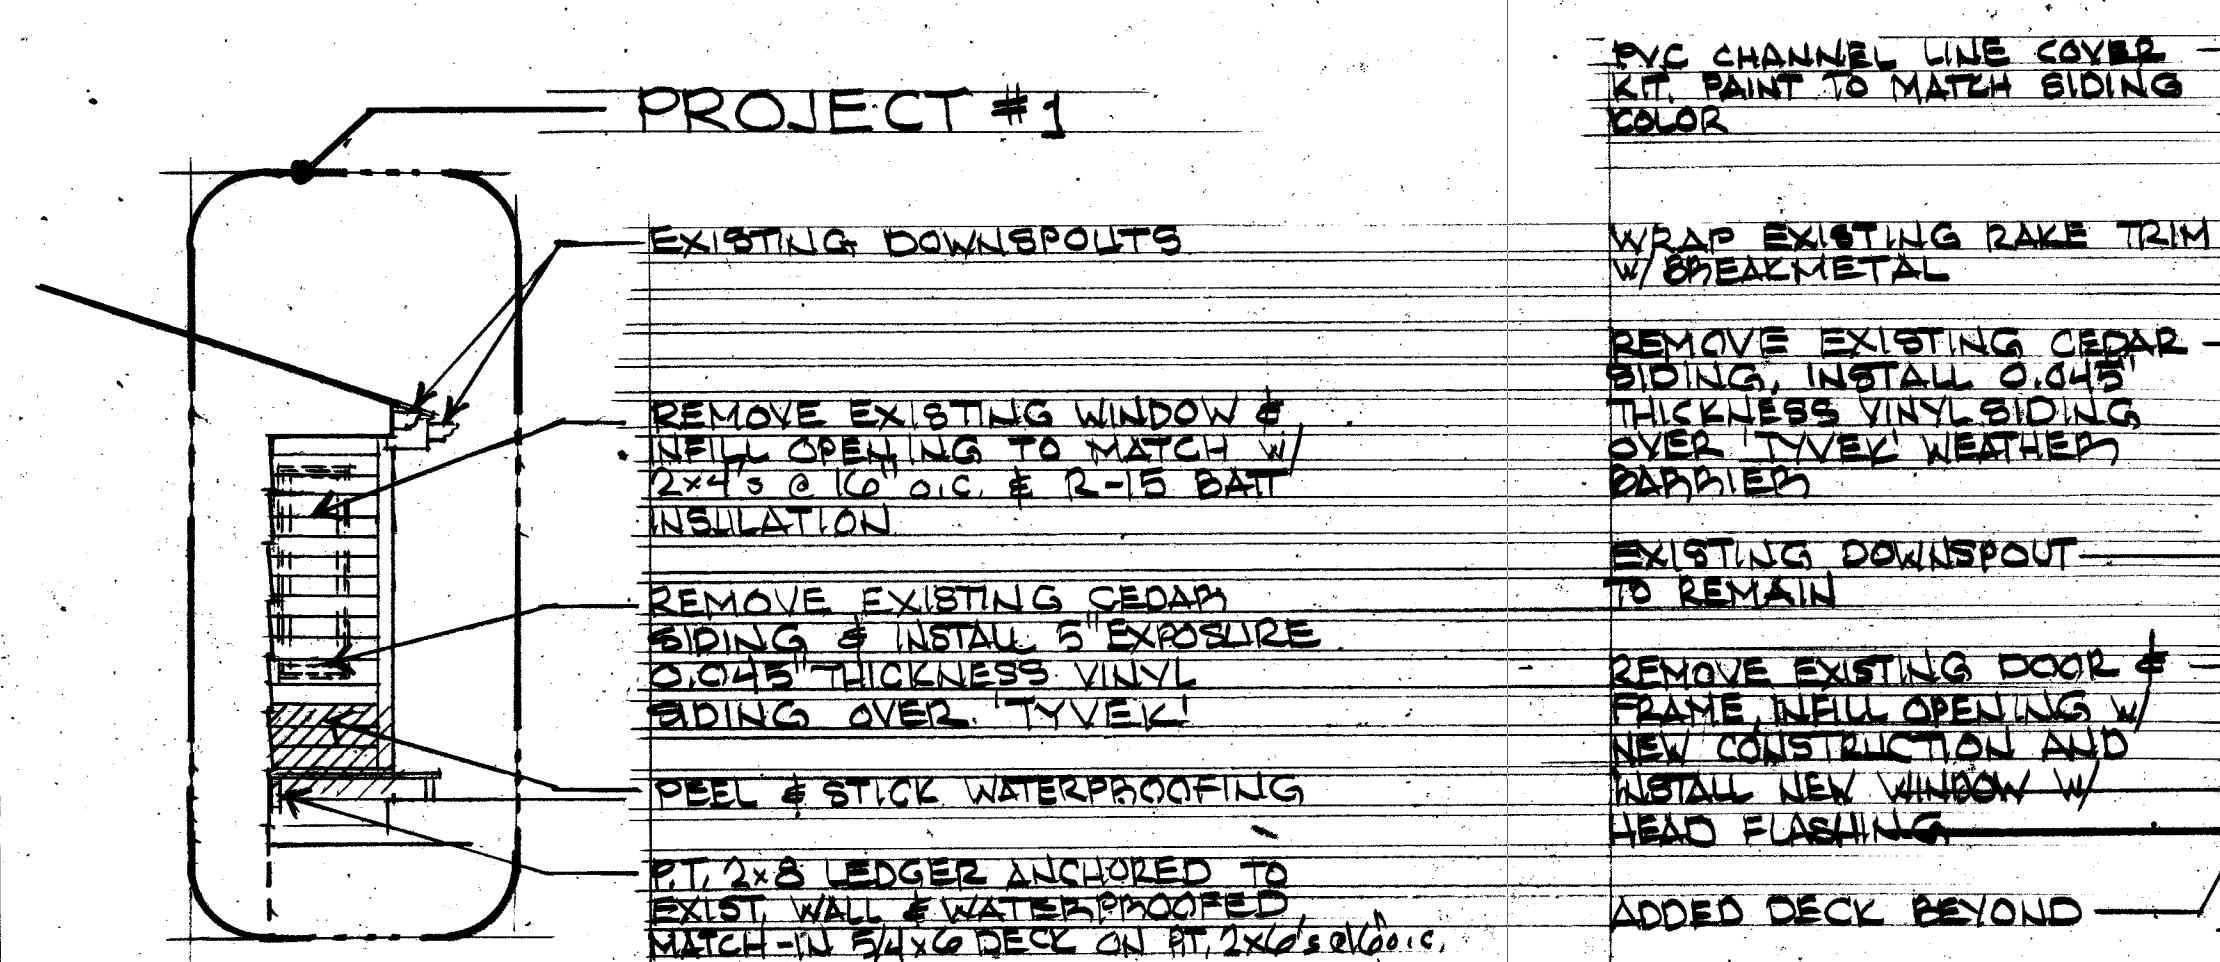 PROJECT #1
EXISTING DOWNSPOUTS
REMOVE EXISTING WINDOW &
INFILL OPENING TO MATCH W/
2x4's @ 16" o.c. & R-15 BATT
INSULATION
REMOVE EXISTING CEDAR
SIDING & INSTALL 5" EXPOSURE
0.045" THICKNESS VINYL
SIDING OVER 'TYVEK'
PEEL & STICK WATERPROOFING
P.T. 2x8 LEDGER ANCHORED TO
EXIST. WALL & WATERPROOFED
MATCH-IN 5/4x6 DECK ON P.T. 2x6's @ 16" o.c.
PVC CHANNEL LINE COVER
KIT. PAINT TO MATCH SIDING
COLOR
WRAP EXISTING RAKE TRIM
W/ BREAKMETAL
REMOVE EXISTING CEDAR
SIDING, INSTALL 0.045"
THICKNESS VINYL SIDING
OVER 'TYVEK' WEATHER
BARRIER
EXISTING DOWNSPOUT
TO REMAIN
REMOVE EXISTING DOOR &
FRAME, INFILL OPENING W/
NEW CONSTRUCTION AND
INSTALL NEW WINDOW W/
HEAD FLASHING
ADDED DECK BEYOND